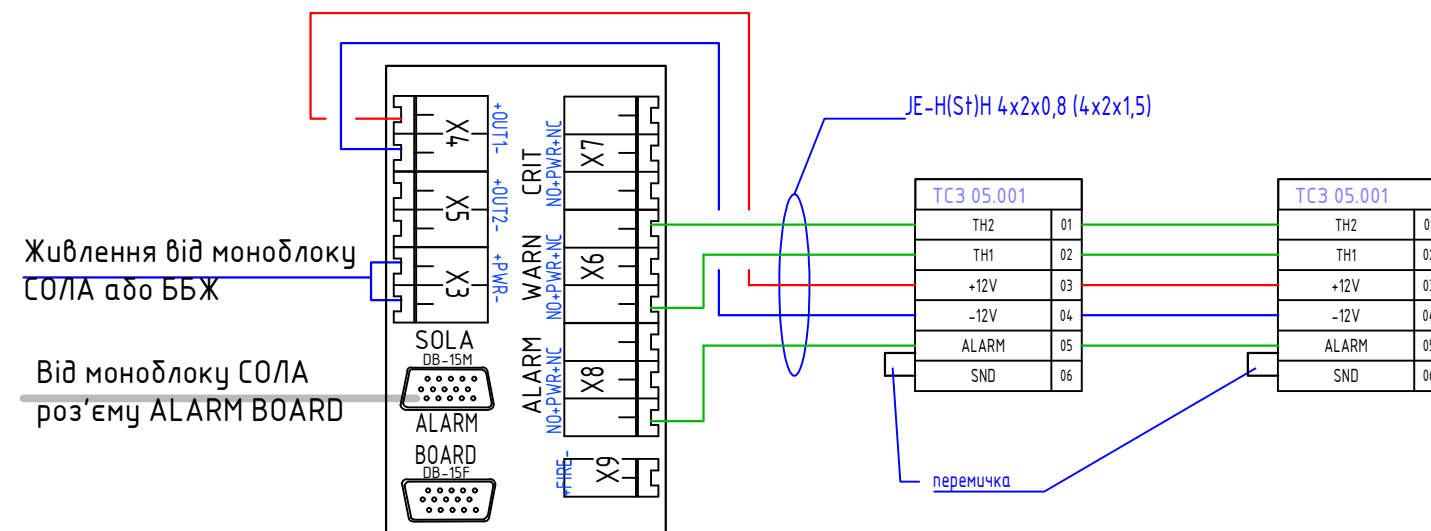 JE-H(St)H 4x2x0,8 (4x2x1,5)
X4
+OUT1-
X5
+OUT2-
X3
+PWR-
CRIT
NO+PWR+NC
X7
WARN
NO+PWR+NC
X6
ALARM
NO+PWR+NC
X8
+FIRE-
X9
Живлення від моноблоку
СОЛА або ББЖ
SOLA
DB-15M
ALARM
BOARD
DB-15F
Від моноблоку СОЛА
роз'єму ALARM BOARD
ТСЗ 05.001
TH2 01
TH1 02
+12V 03
-12V 04
ALARM 05
SND 06
ТСЗ 05.001
TH2
TH1
+12V
-12V
ALARM
SND
перемичка